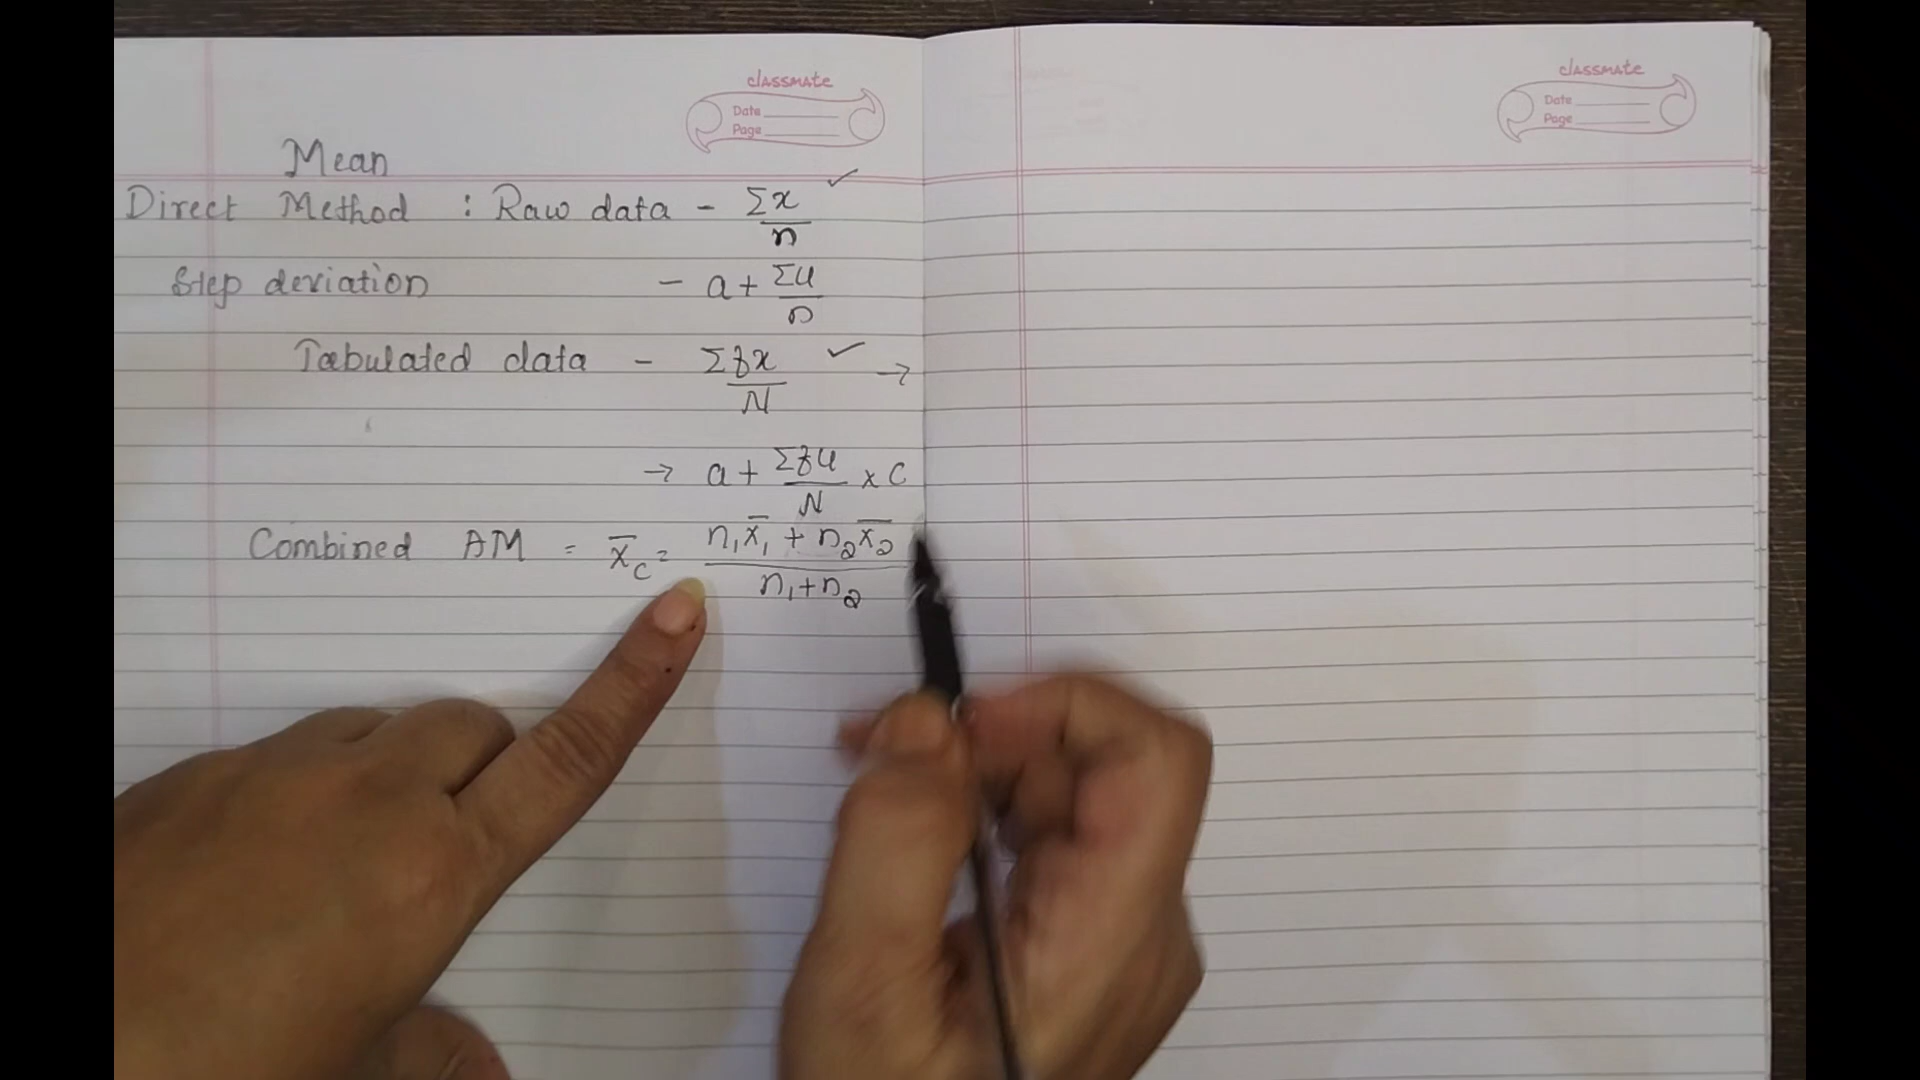 classmate
Date
Page
classmate
Date
Page
Mean
Direct Method : Raw data - Σx/n ✓
Step deviation - a + Σu/n
Tabulated data - Σfx/N ✓ →
→ a + Σfu/N × C
Combined AM = x̄c = n₁x̄₁ + n₂x̄₂ / n₁+n₂